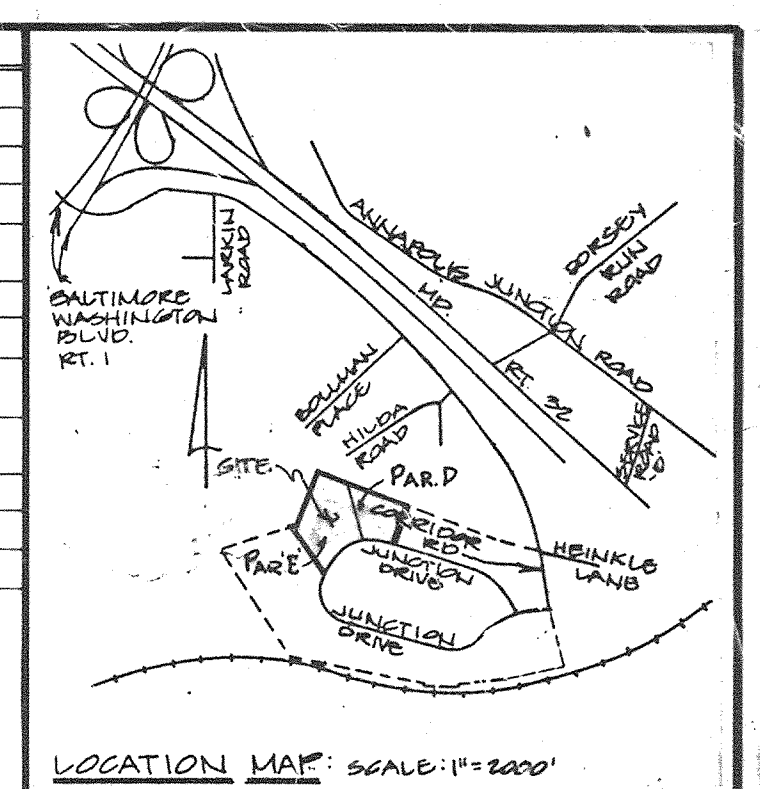 ANNAPOLIS JUNCTION ROAD
DORSEY
RUN
ROAD
LARKIN
ROAD
MD. RT. 32
BALTIMORE
WASHINGTON
BLVD.
RT. 1
BOLLMAN
PLACE
HILDA
ROAD
SERVICE
ROAD
SITE
PAR. D
CORRIDOR
RD.
HEINKLE
LANE
PAR 'E'
JUNCTION
DRIVE
JUNCTION
DRIVE
LOCATION MAP: SCALE: 1"=2000'